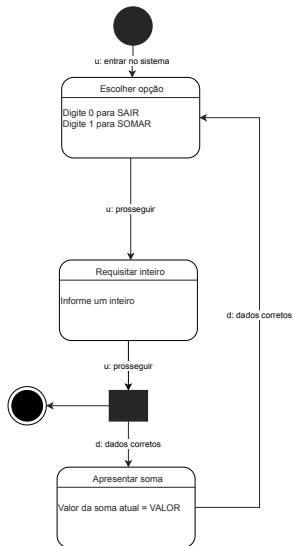 u: entrar no sistema
Escolher opção
Digite 0 para SAIR
Digite 1 para SOMAR
u: prosseguir
Requisitar inteiro
Informe um inteiro
d: dados corretos
u: prosseguir
d: dados corretos
Apresentar soma
Valor da soma atual = VALOR